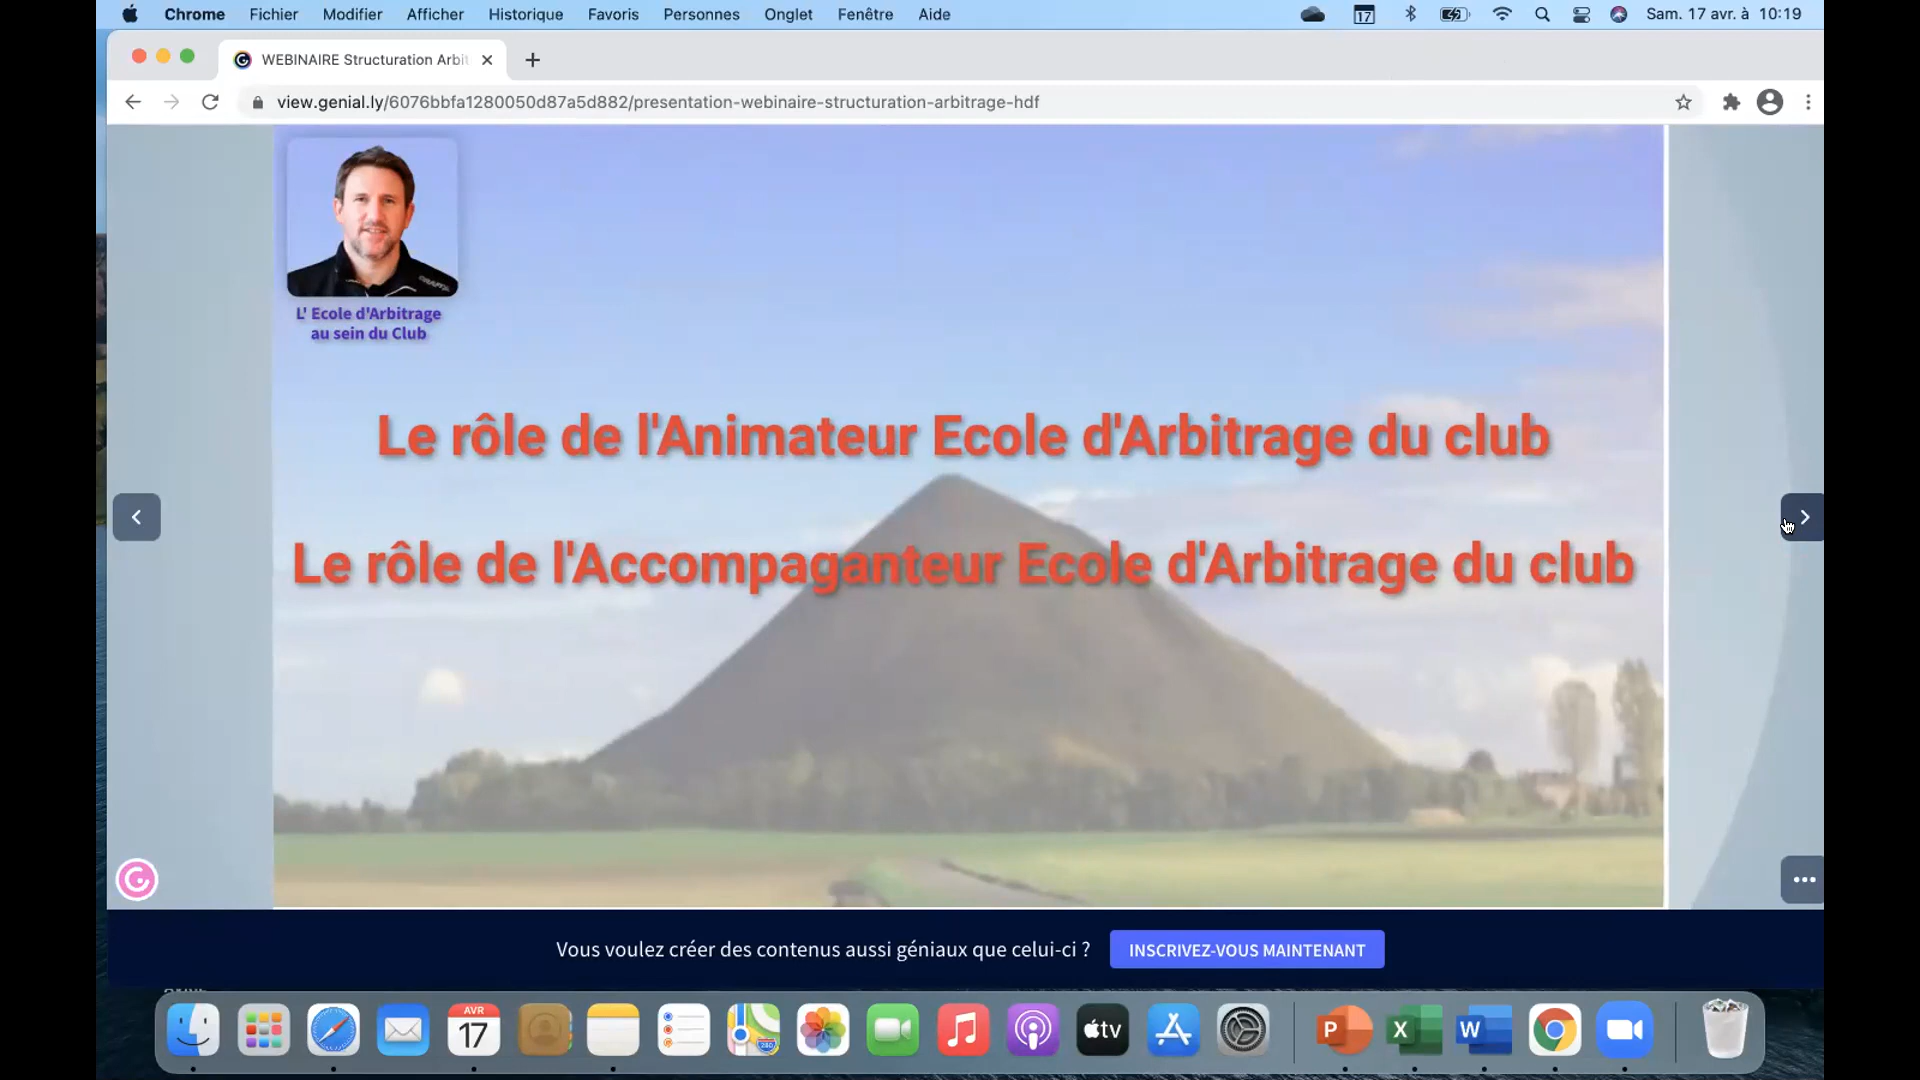 Chrome Fichier Modifier Afficher Historique Favoris Personnes Onglet Fenêtre Aide 17 Sam. 17 avr. à 10:19
WEBINAIRE Structuration Arbit
view.genial.ly/6076bbfa1280050d87a5d882/presentation-webinaire-structuration-arbitrage-hdf
L' Ecole d'Arbitrage
au sein du Club
Le rôle de l'Animateur Ecole d'Arbitrage du club
Le rôle de l'Accompaganteur Ecole d'Arbitrage du club
Vous voulez créer des contenus aussi géniaux que celui-ci ? INSCRIVEZ-VOUS MAINTENANT
AVR
17
280
tv
P
X
W